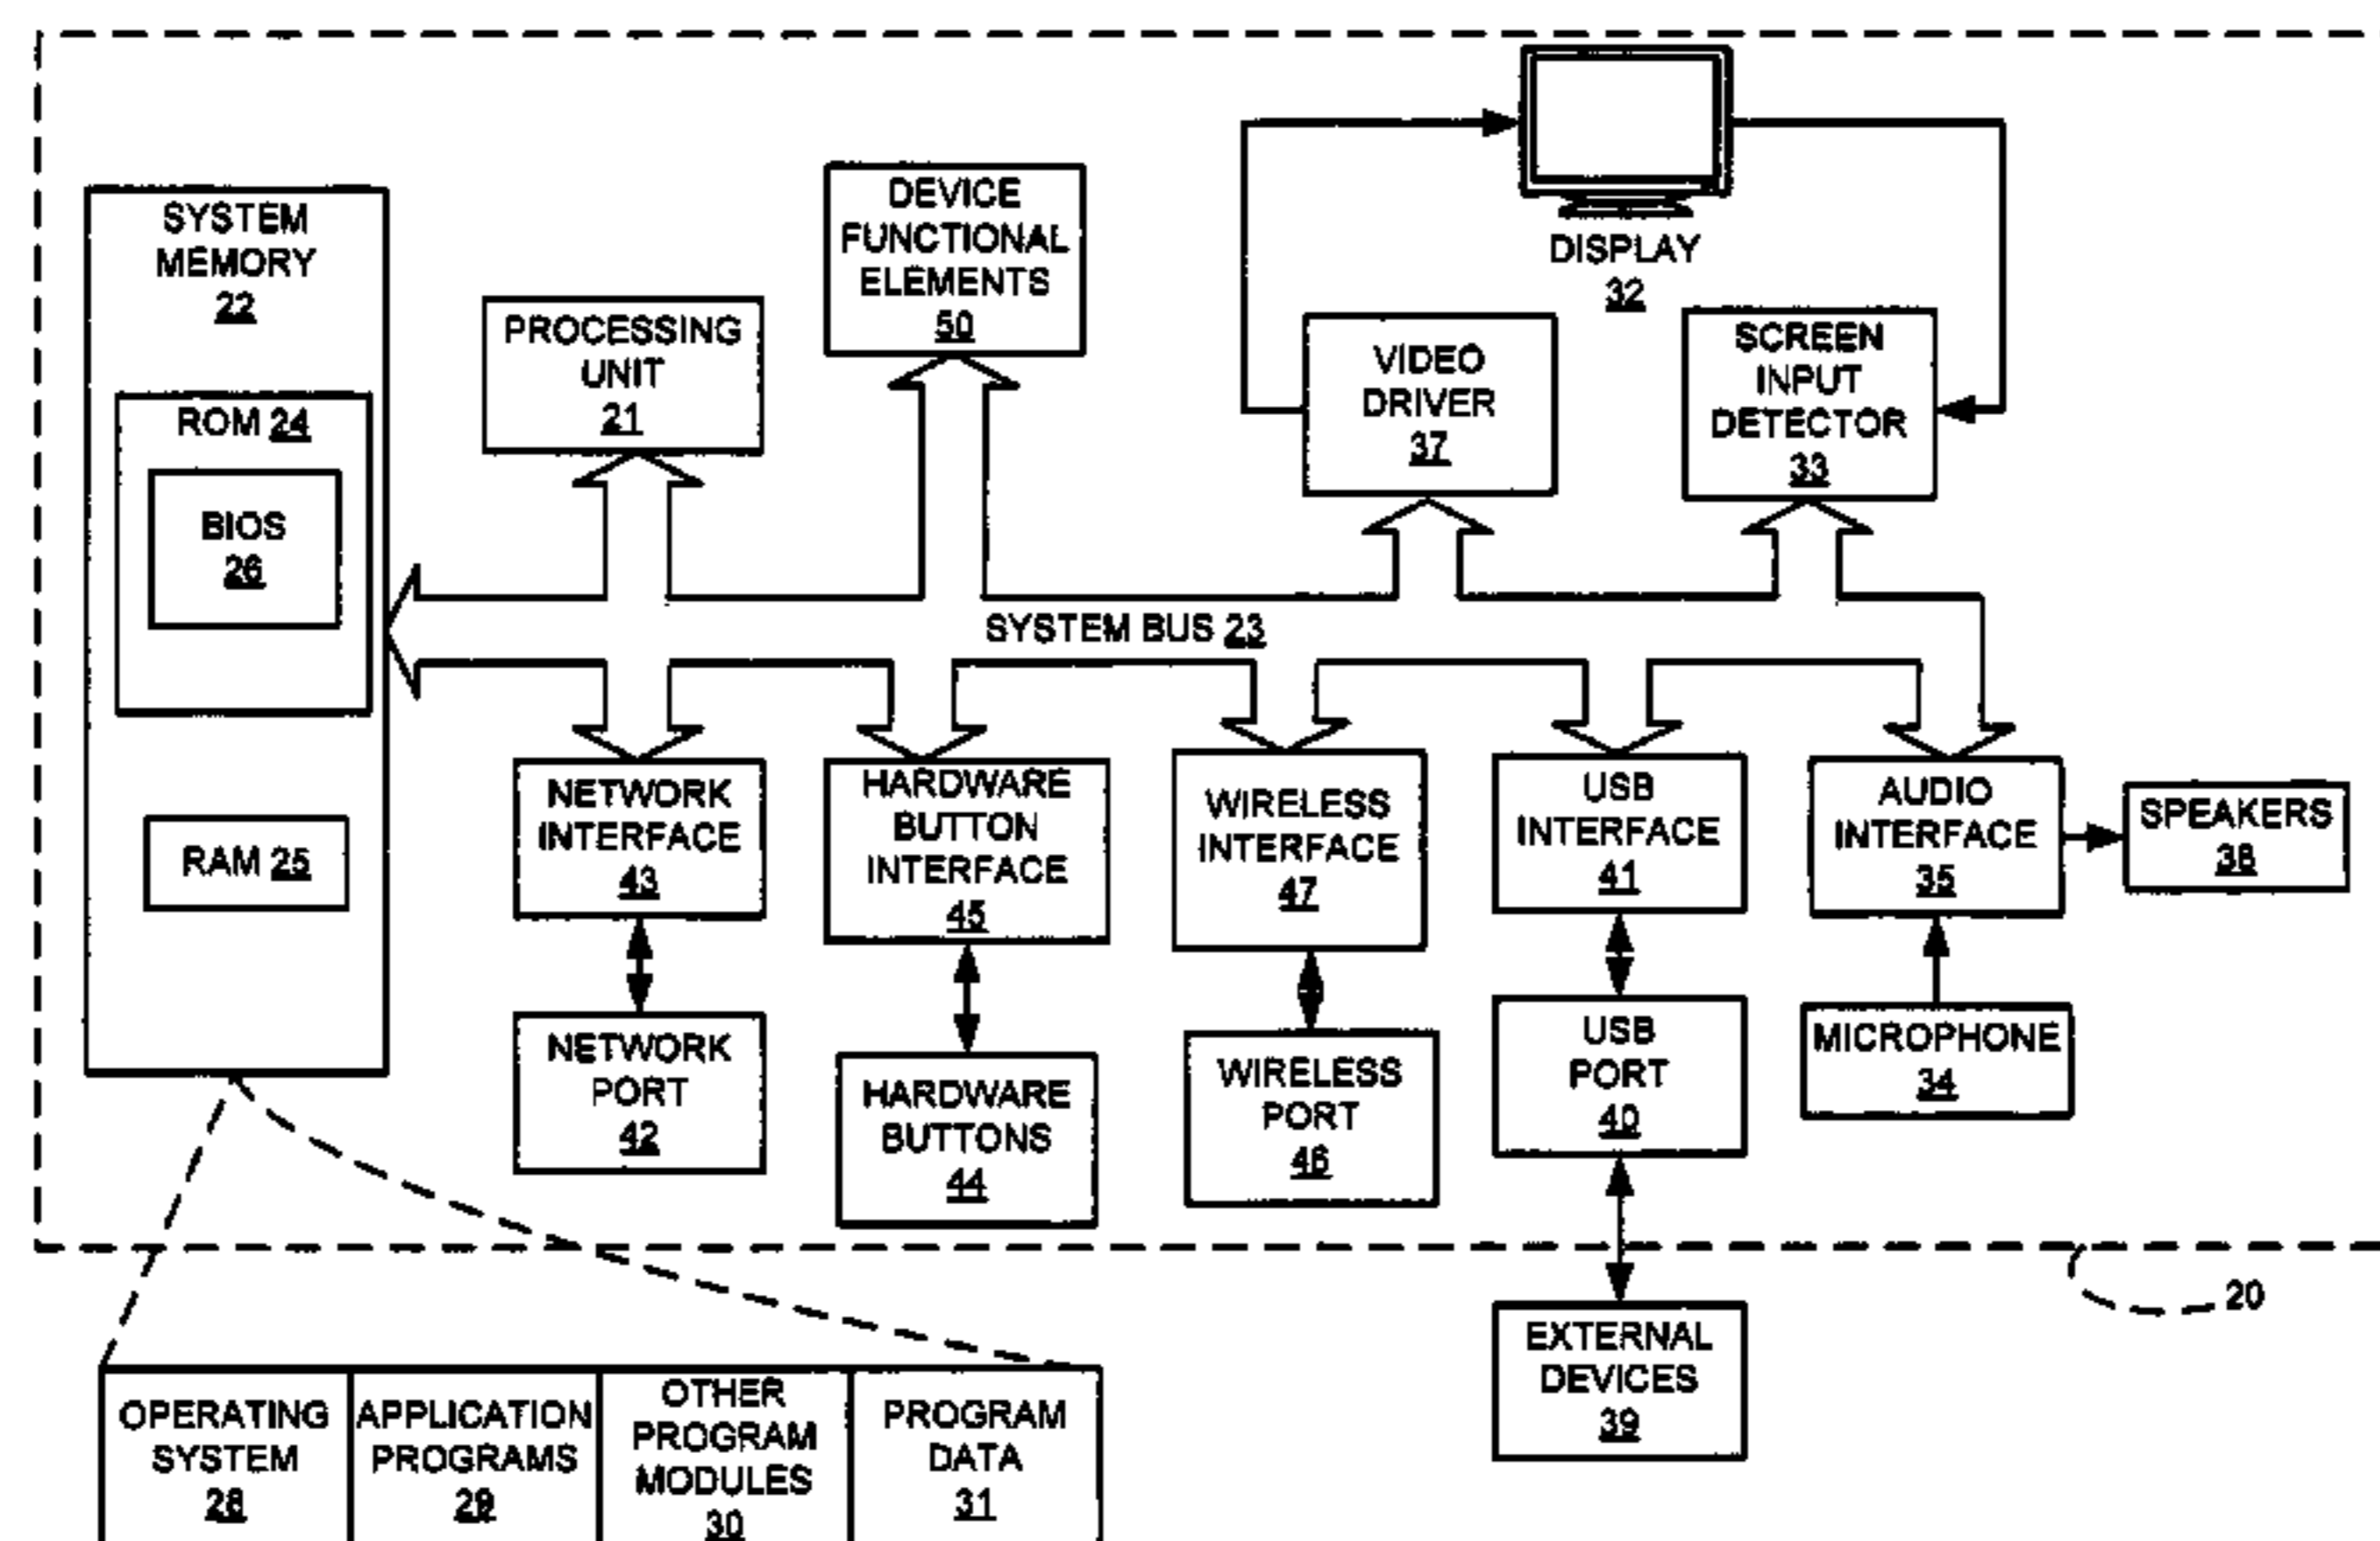 SYSTEM
MEMORY
22
ROM 24
BIOS
26
RAM 25
PROCESSING
UNIT
21
DEVICE
FUNCTIONAL
ELEMENTS
50
DISPLAY
32
VIDEO
DRIVER
37
SCREEN
INPUT
DETECTOR
33
SYSTEM BUS 23
NETWORK
INTERFACE
43
HARDWARE
BUTTON
INTERFACE
45
WIRELESS
INTERFACE
47
USB
INTERFACE
41
AUDIO
INTERFACE
35
SPEAKERS
36
NETWORK
PORT
42
HARDWARE
BUTTONS
44
WIRELESS
PORT
46
USB
PORT
40
MICROPHONE
34
20
EXTERNAL
DEVICES
39
OPERATING
SYSTEM
28
APPLICATION
PROGRAMS
29
OTHER
PROGRAM
MODULES
30
PROGRAM
DATA
31